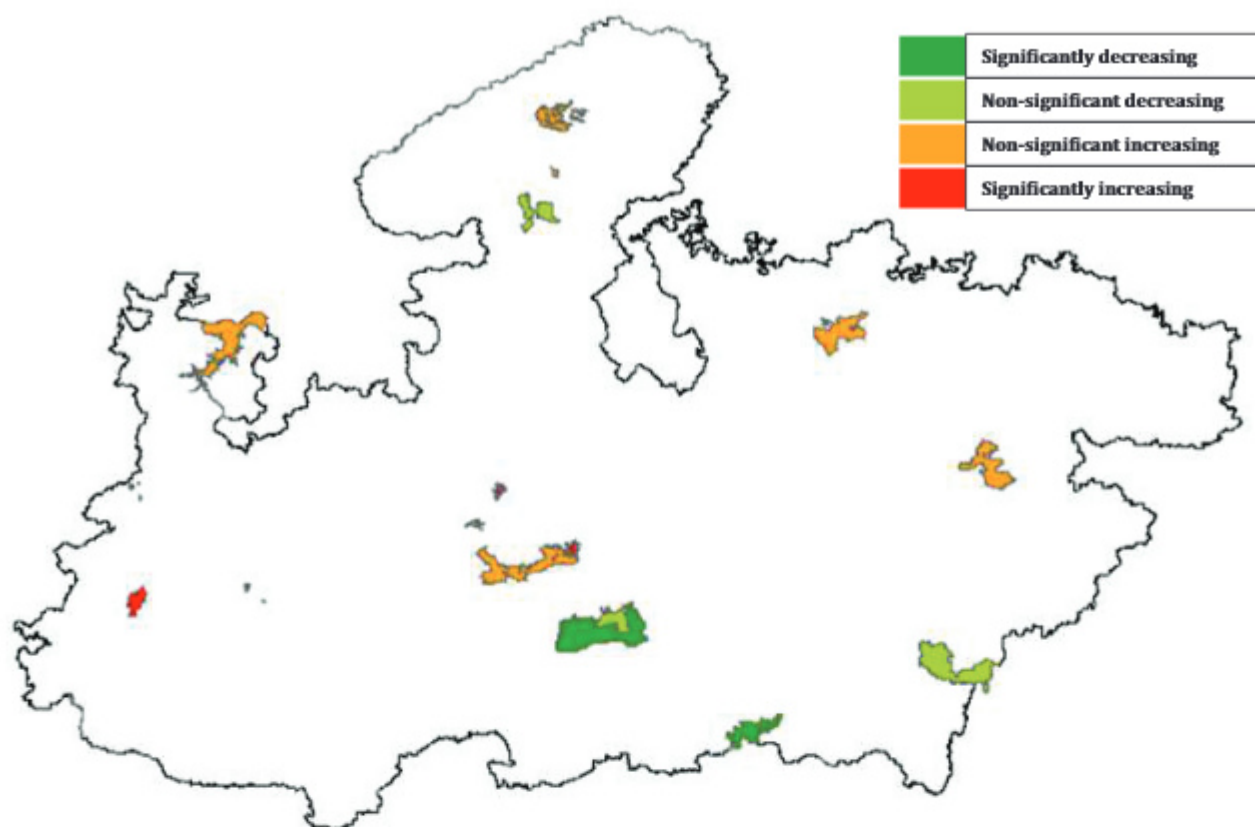 Significantly decreasing
Non-significant decreasing
Non-significant increasing
Significantly increasing